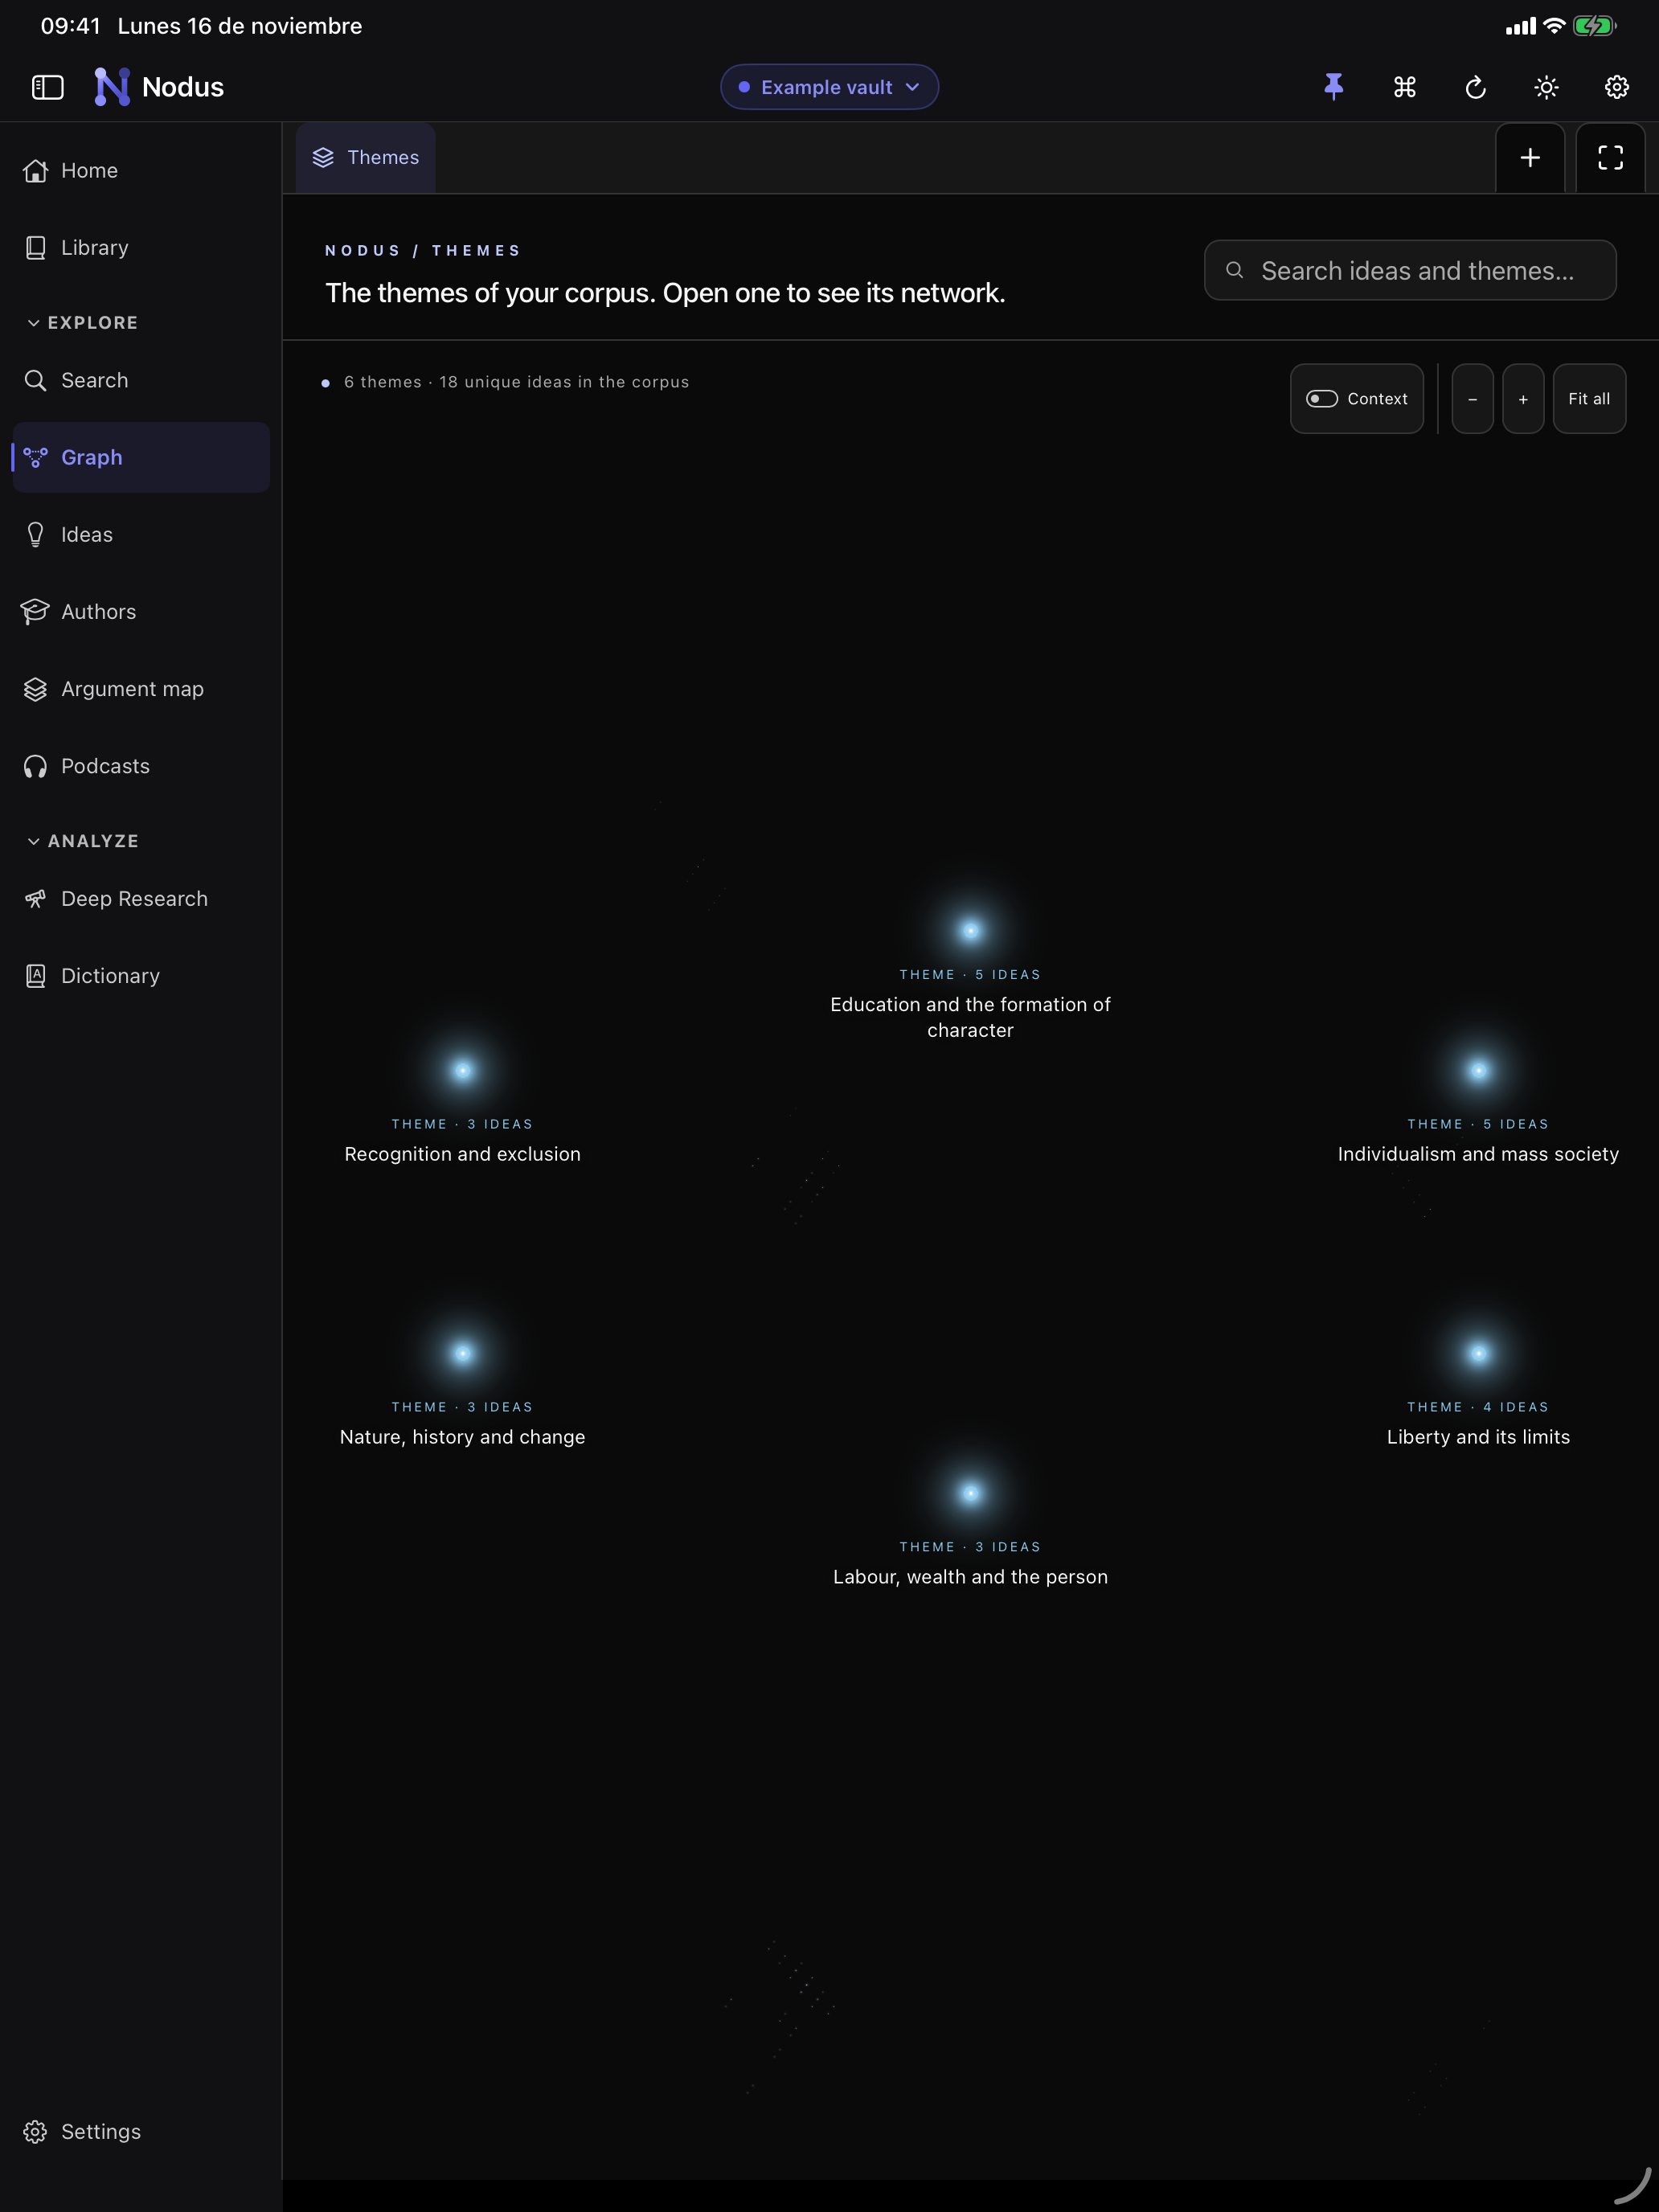 09:41 Lunes 16 de noviembre
Nodus
Example vault
Home
Library
EXPLORE
Search
Graph
Ideas
Authors
Argument map
Podcasts
ANALYZE
Deep Research
Dictionary
Settings
Themes
NODUS / THEMES
The themes of your corpus. Open one to see its network.
Search ideas and themes...
6 themes · 18 unique ideas in the corpus
Context
−
+
Fit all
THEME · 5 IDEAS
Education and the formation of
character
THEME · 3 IDEAS
Recognition and exclusion
THEME · 5 IDEAS
Individualism and mass society
THEME · 3 IDEAS
Nature, history and change
THEME · 4 IDEAS
Liberty and its limits
THEME · 3 IDEAS
Labour, wealth and the person